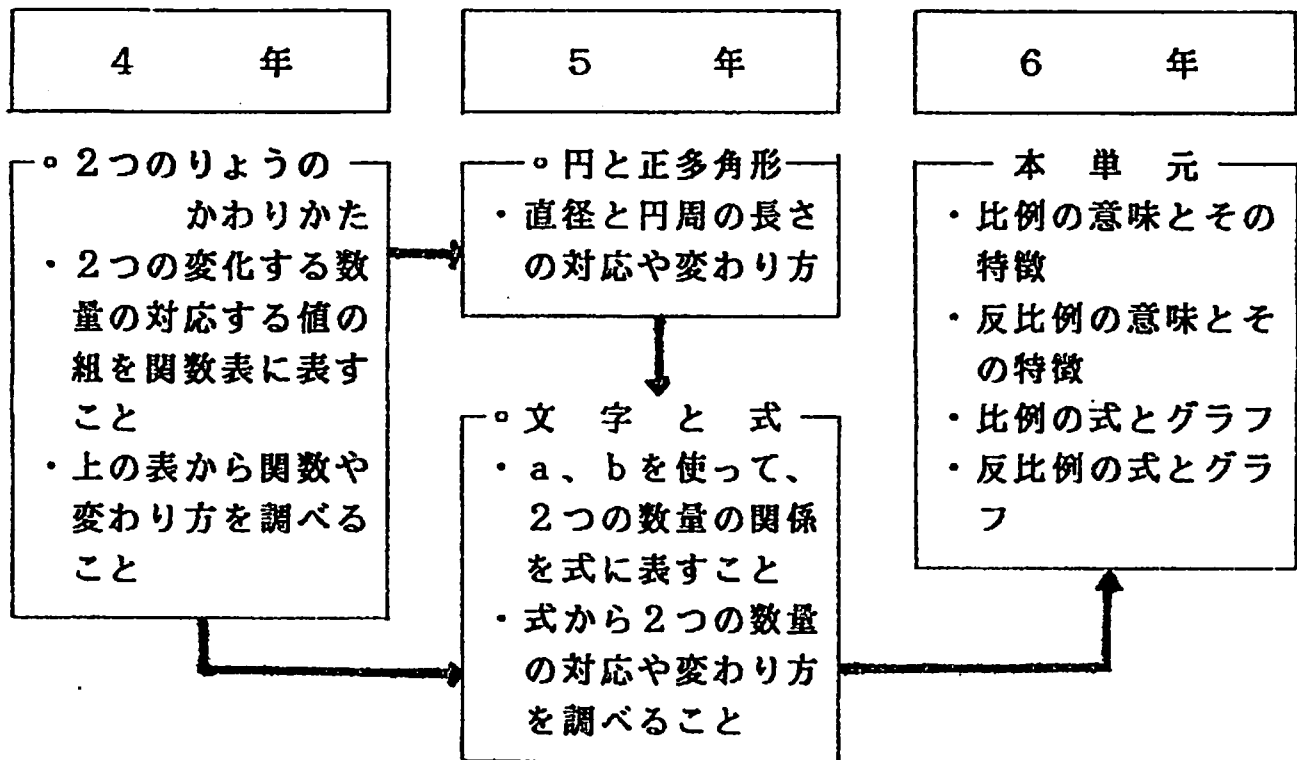 4 年
5 年
6 年
◦2つのりょうの
かわりかた
・2つの変化する数
量の対応する値の
組を関数表に表す
こと
・上の表から関数や
変わり方を調べる
こと
◦円と正多角形
・直径と円周の長さ
の対応や変わり方
◦文字と式
・a、bを使って、
2つの数量の関係
を式に表すこと
・式から2つの数量
の対応や変わり方
を調べること
本単元
・比例の意味とその
特徴
・反比例の意味とそ
の特徴
・比例の式とグラフ
・反比例の式とグラ
フ